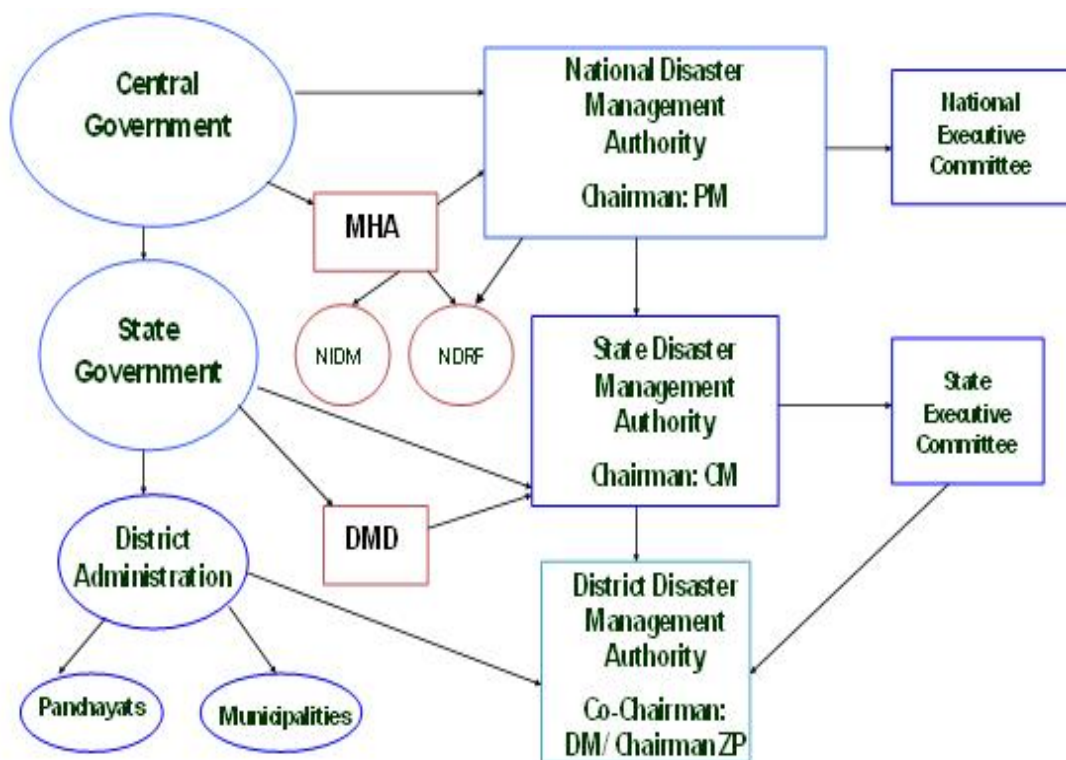 Central
Government
National Disaster
Management
Authority
Chairman: PM
National
Executive
Committee
MHA
State
Government
NIDM
NDRF
State Disaster
Management
Authority
Chairman: CM
State
Executive
Committee
DMD
District
Administration
District Disaster
Management
Authority
Co-Chairman:
DM/ Chairman ZP
Panchayats
Municipalities